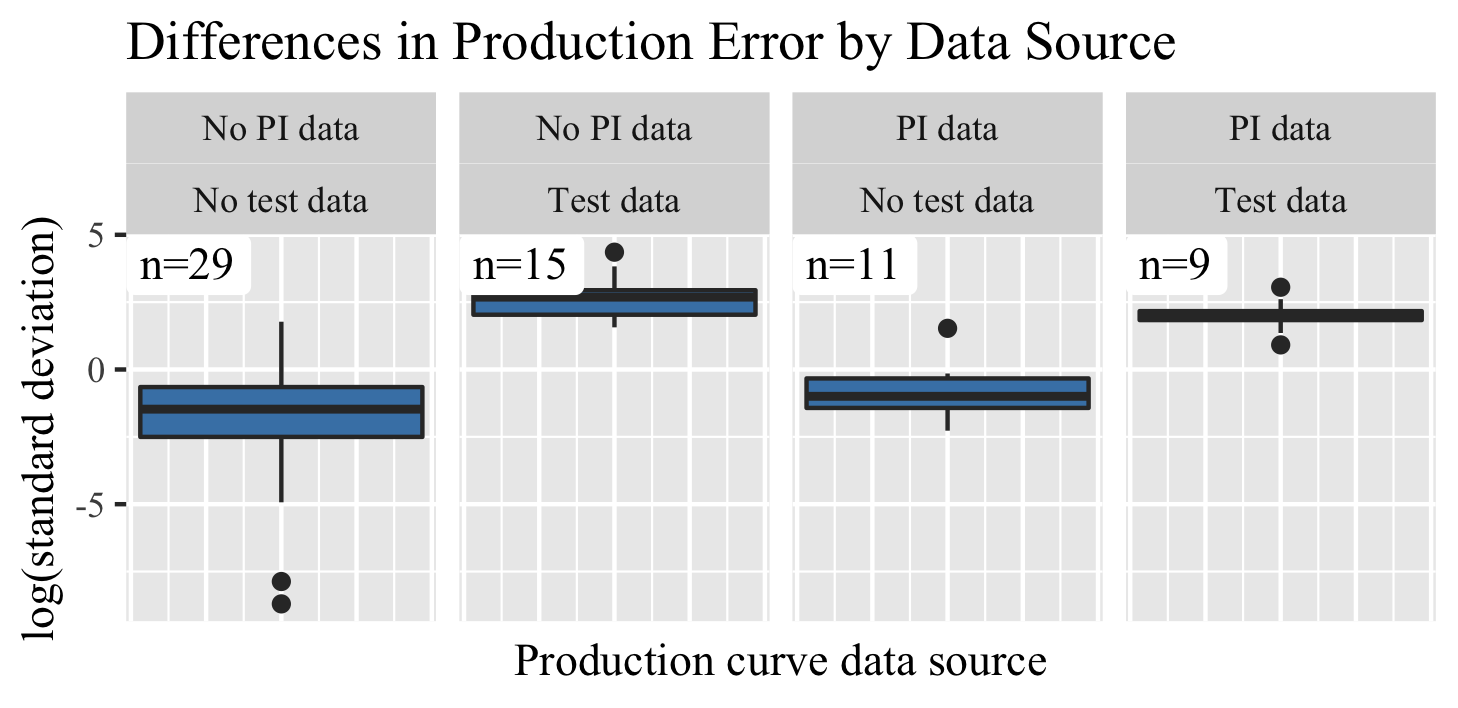 Differences in Production Error by Data Source
No PI data
No PI data
PI data
PI data
No test data
Test data
No test data
Test data
n=29
n=15
n=11
n=9
5
0
-5
log(standard deviation)
Production curve data source